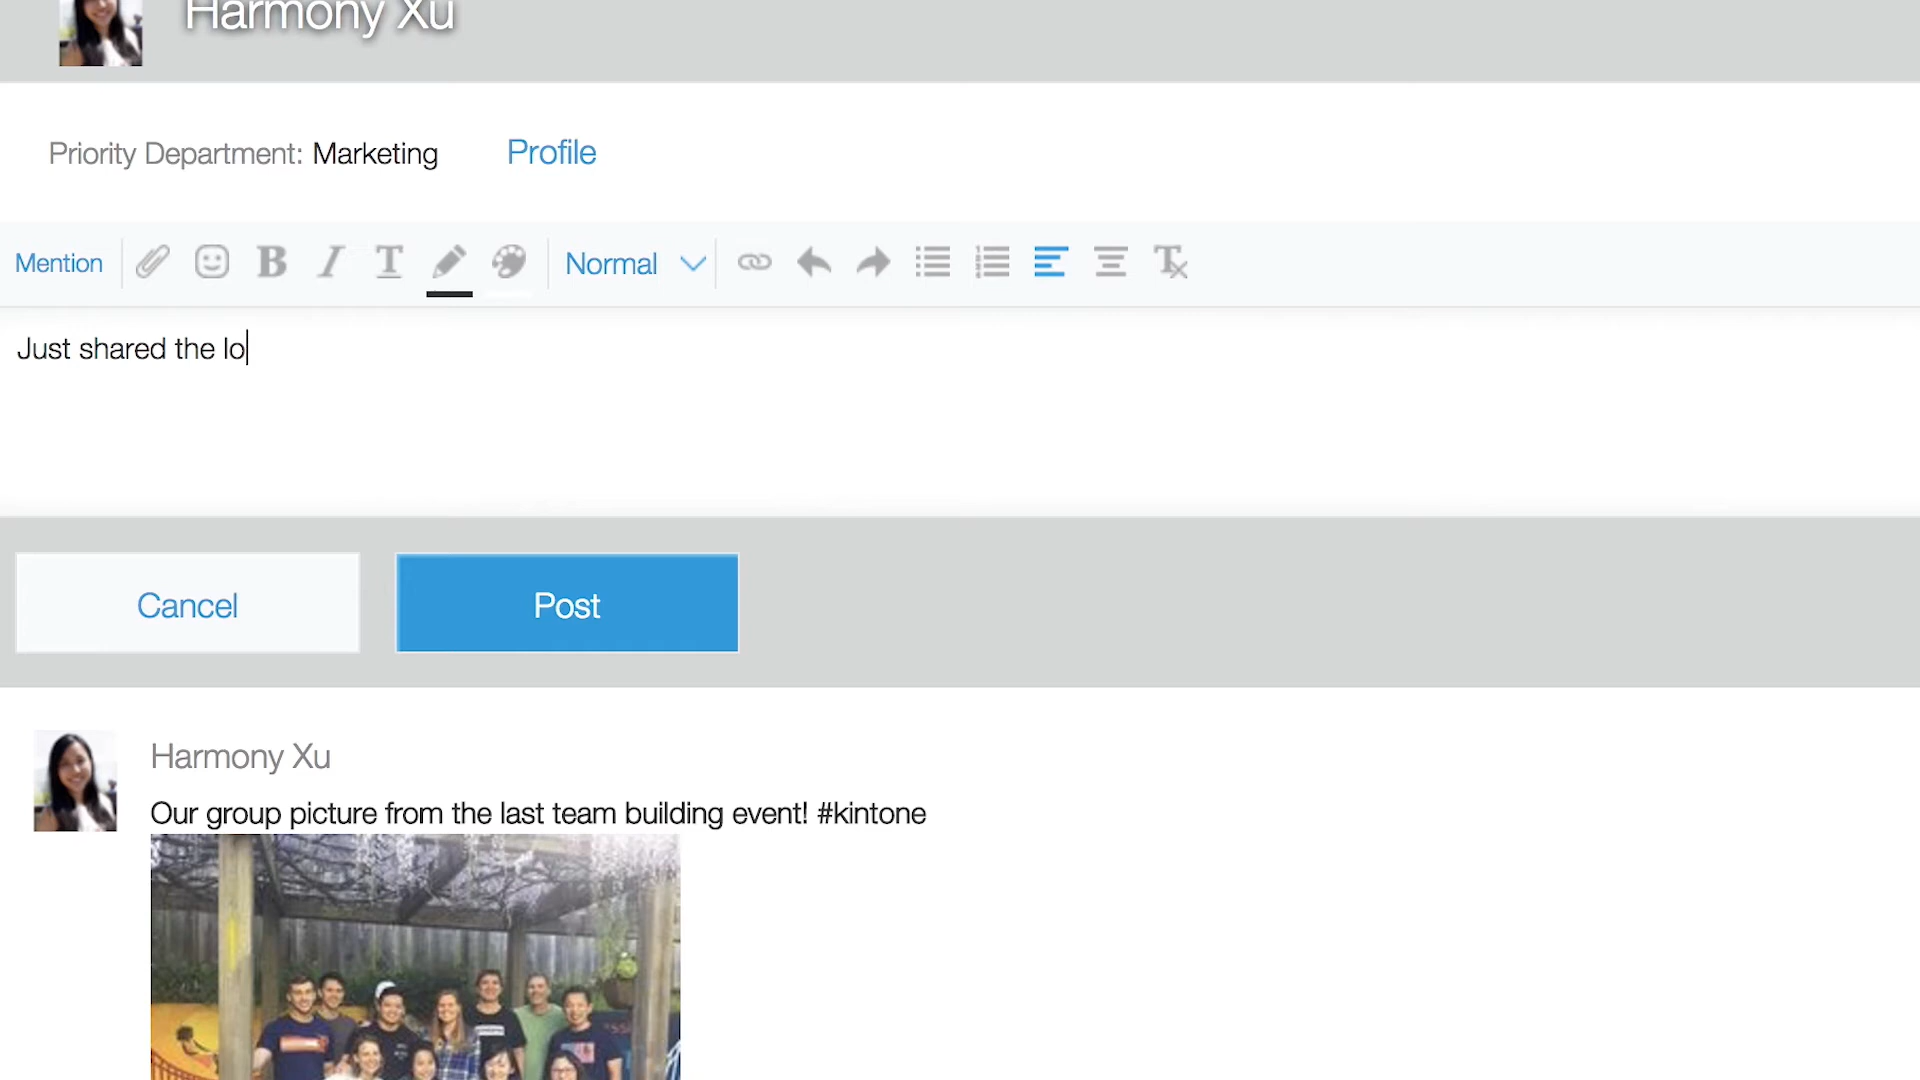 Harmony Xu
Priority Department: Marketing Profile
Mention B I T Normal T
Just shared the lo
Cancel Post
Harmony Xu
Our group picture from the last team building event! #kintone